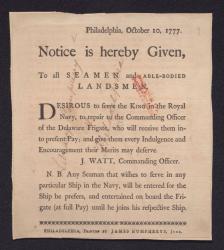 Philadelphia, October 10, 1777.
Notice is hereby Given,
To all SEAMEN and ABLE-BODIED
LANDSMEN,
DESIROUS to serve the KING in the Royal
Navy, to repair to the Commanding Officer
of the Delaware Frigate, who will receive them in-
to present Pay; and give them every Indulgence and
Encouragement their Merits may deserve.
J. WATT, Commanding Officer.
N. B. Any Seaman that wishes to serve in any
particular Ship in the Navy, will be entered for the
Ship he prefers, and entertained on board the Fri-
gate (at full Pay) until he joins his respective Ship.
PHILADELPHIA, PRINTED BY JAMES HUMPHREYS, JUN.